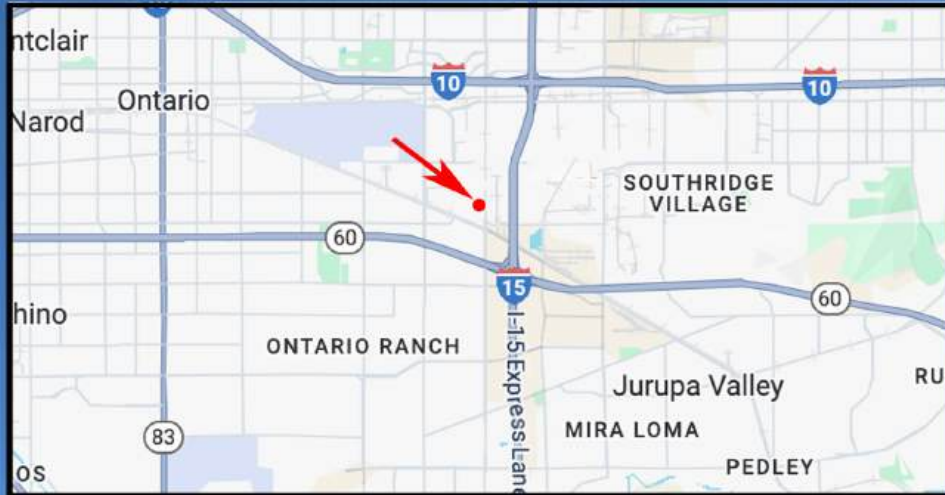 ntclair
10
10
Ontario
Narod
SOUTHRIDGE
VILLAGE
60
15
60
hino
ONTARIO RANCH
I-15 Express Lane
Jurupa Valley
RU
83
MIRA LOMA
PEDLEY
os